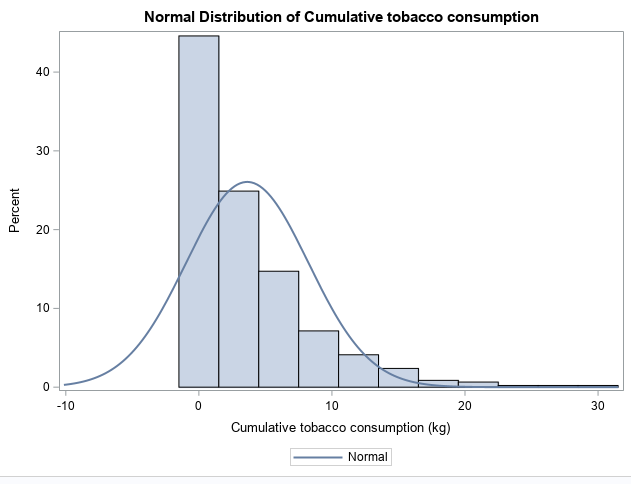 Normal Distribution of Cumulative tobacco consumption
Percent
40
30
20
10
0
-10 0 10 20 30
Cumulative tobacco consumption (kg)
Normal